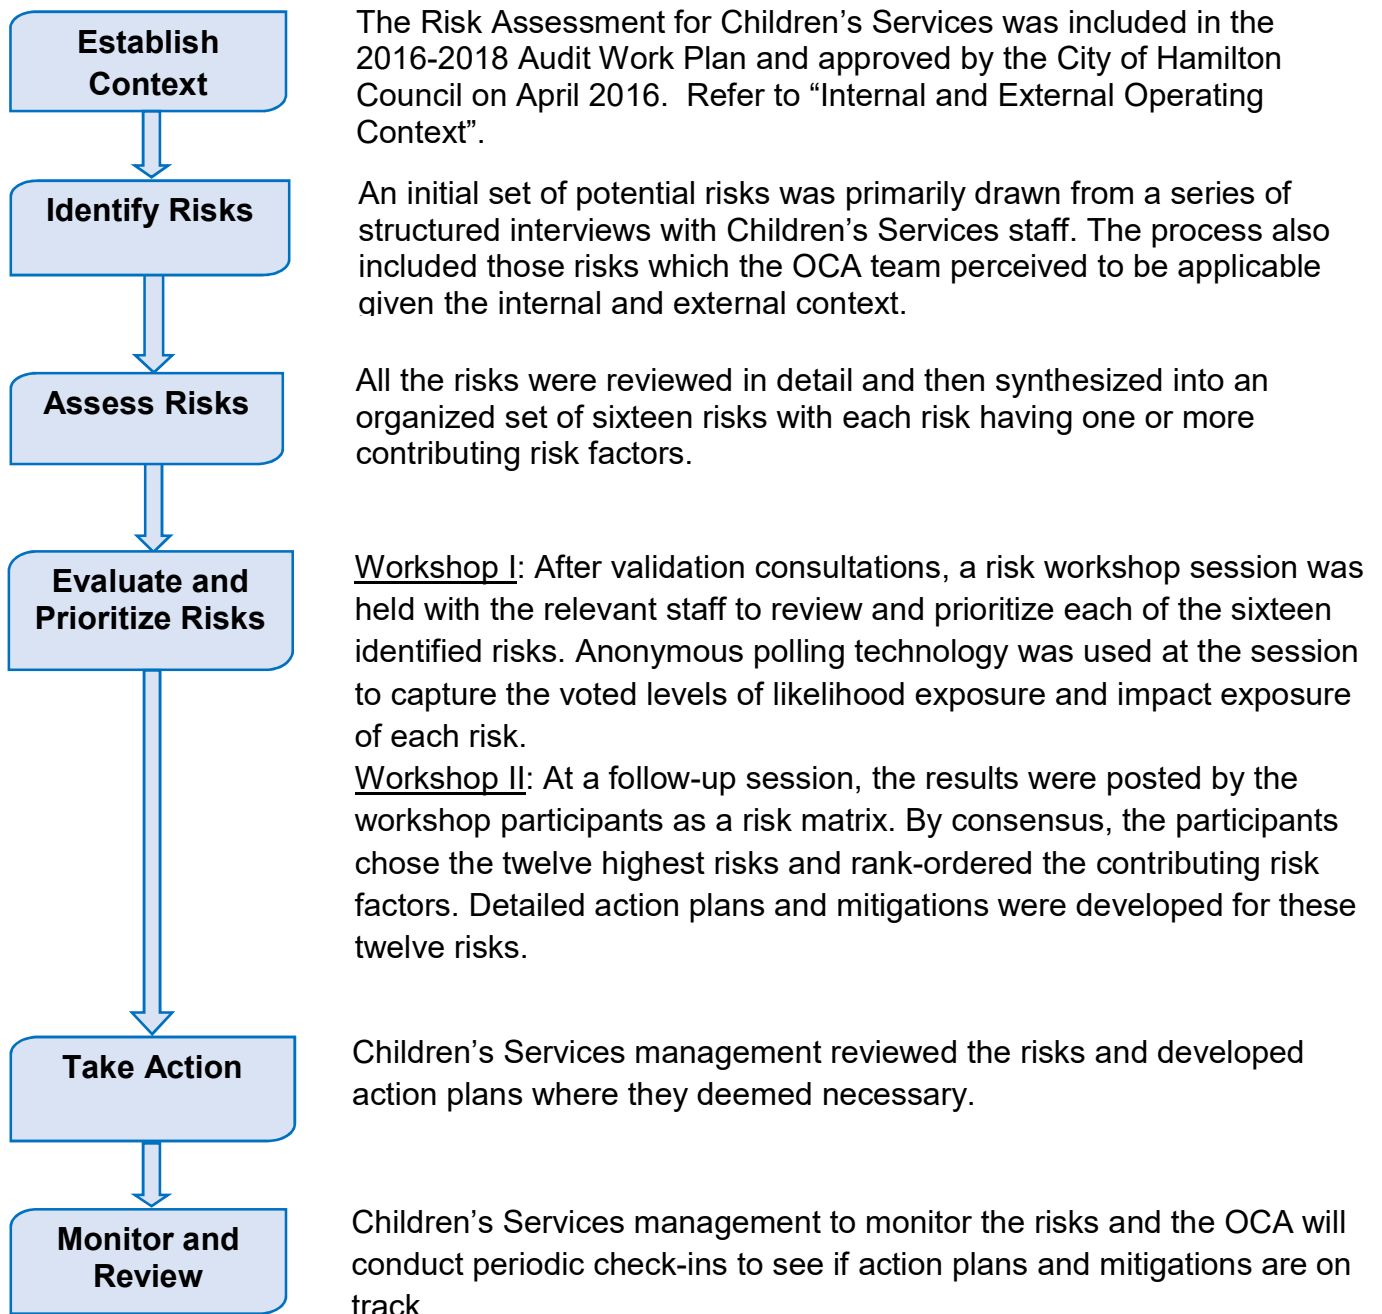 Establish
Context
The Risk Assessment for Children’s Services was included in the
2016-2018 Audit Work Plan and approved by the City of Hamilton
Council on April 2016.  Refer to “Internal and External Operating
Context”.
Identify Risks
An initial set of potential risks was primarily drawn from a series of
structured interviews with Children’s Services staff. The process also
included those risks which the OCA team perceived to be applicable
given the internal and external context.
Assess Risks
All the risks were reviewed in detail and then synthesized into an
organized set of sixteen risks with each risk having one or more
contributing risk factors.
Evaluate and
Prioritize Risks
Workshop I: After validation consultations, a risk workshop session was
held with the relevant staff to review and prioritize each of the sixteen
identified risks. Anonymous polling technology was used at the session
to capture the voted levels of likelihood exposure and impact exposure
of each risk.
Workshop II: At a follow-up session, the results were posted by the
workshop participants as a risk matrix. By consensus, the participants
chose the twelve highest risks and rank-ordered the contributing risk
factors. Detailed action plans and mitigations were developed for these
twelve risks.
Take Action
Children’s Services management reviewed the risks and developed
action plans where they deemed necessary.
Monitor and
Review
Children’s Services management to monitor the risks and the OCA will
conduct periodic check-ins to see if action plans and mitigations are on
track